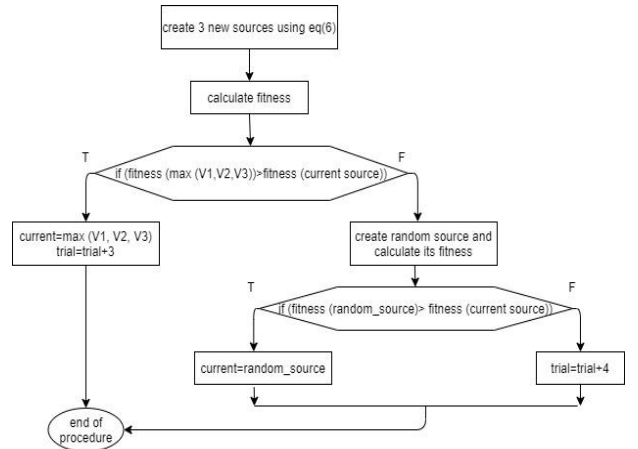 create 3 new sources using eq(6)
calculate fitness
T
F
if (fitness (max (V1,V2,V3))>fitness (current source))
current=max (V1, V2, V3)
trial=trial+3
create random source and
calculate its fitness
T
F
if (fitness (random_source)> fitness (current source))
current=random_source
trial=trial+4
end of
procedure